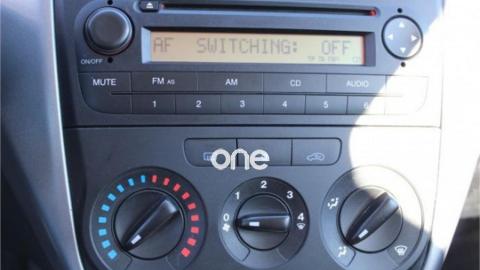 AF SWITCHING: OFF
ON/OFF
MUTE FM AS AM CD AUDIO
1 2 3 4 5 6
one
0 1 2 3 4